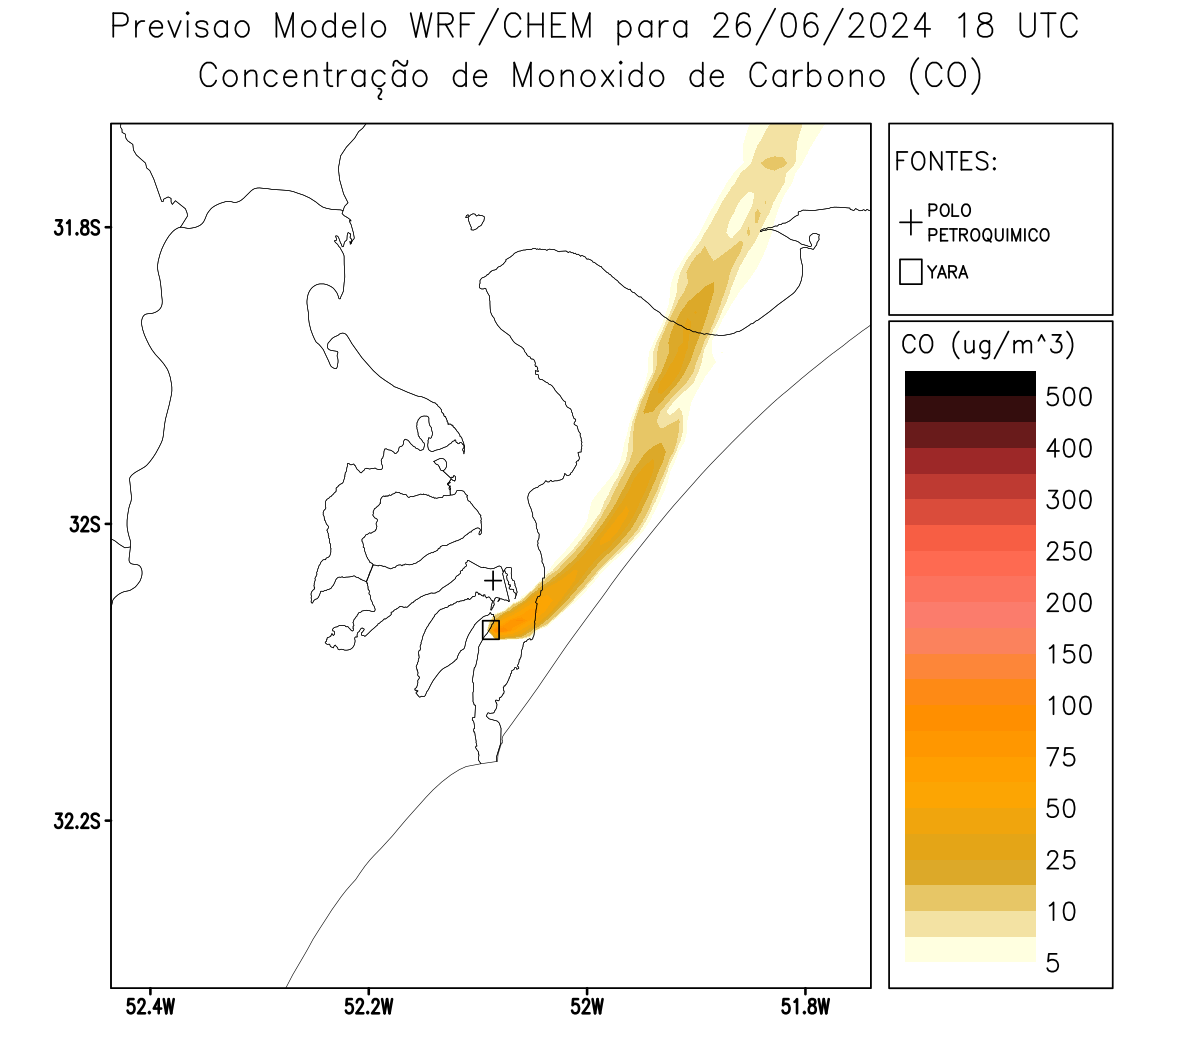 Previsao Modelo WRF/CHEM para 26/06/2024 18 UTC
Concentração de Monoxido de Carbono (CO)
FONTES:
POLO
PETROQUIMICO
YARA
CO (ug/m^3)
500
400
300
250
200
150
100
75
50
25
10
5
31.8S
32S
32.2S
52.4W
52.2W
52W
51.8W